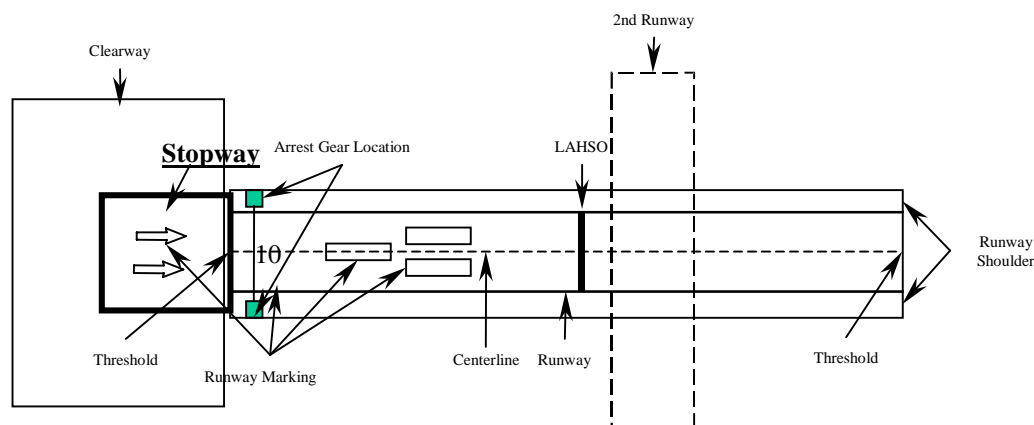 2nd Runway
Clearway
Stopway
Arrest Gear Location
LAHSO
10
Runway
Shoulder
Threshold
Runway Marking
Centerline
Runway
Threshold